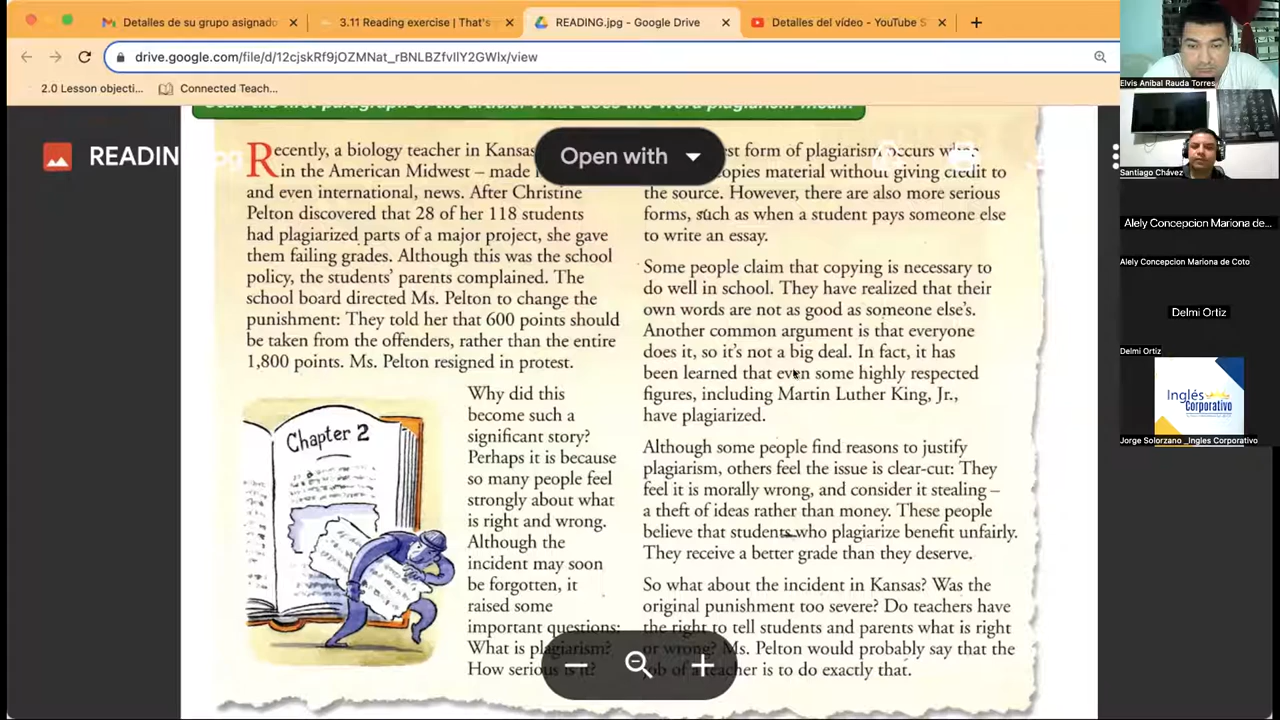 Detalles de su grupo asignado
3.11 Reading exercise | That's
READING.jpg - Google Drive
Detalles del vídeo - YouTube S
drive.google.com/file/d/12cjskRf9jOZMNat_rBNLBZfvIlY2GWlx/view
2.0 Lesson objecti...
Connected Teach...
READIN
Open with
Recently, a biology teacher in Kansas
in the American Midwest – made
and even international, news. After Christine
Pelton discovered that 28 of her 118 students
had plagiarized parts of a major project, she gave
them failing grades. Although this was the school
policy, the students' parents complained. The
school board directed Ms. Pelton to change the
punishment: They told her that 600 points should
be taken from the offenders, rather than the entire
1,800 points. Ms. Pelton resigned in protest.
Chapter 2
Why did this
become such a
significant story?
Perhaps it is because
so many people feel
strongly about what
is right and wrong.
Although the
incident may soon
be forgotten, it
raised some
important questions:
What is plagiarism?
How serious is it?
form of plagiarism occurs
copies material without giving credit to
the source. However, there are also more serious
forms, such as when a student pays someone else
to write an essay.
Some people claim that copying is necessary to
do well in school. They have realized that their
own words are not as good as someone else's.
Another common argument is that everyone
does it, so it's not a big deal. In fact, it has
been learned that even some highly respected
figures, including Martin Luther King, Jr.,
have plagiarized.
Although some people find reasons to justify
plagiarism, others feel the issue is clear-cut: They
feel it is morally wrong, and consider it stealing –
a theft of ideas rather than money. These people
believe that students who plagiarize benefit unfairly.
They receive a better grade than they deserve.
So what about the incident in Kansas? Was the
original punishment too severe? Do teachers have
the right to tell students and parents what is right
or wrong? Ms. Pelton would probably say that the
job of a teacher is to do exactly that.
Elvis Anibal Rauda Torres
Santiago Chávez
Alely Concepcion Mariona de...
Alely Concepcion Mariona de Coto
Delmi Ortiz
Delmi Ortiz
Inglés
Corporativo
Jorge Solorzano _Ingles Corporativo